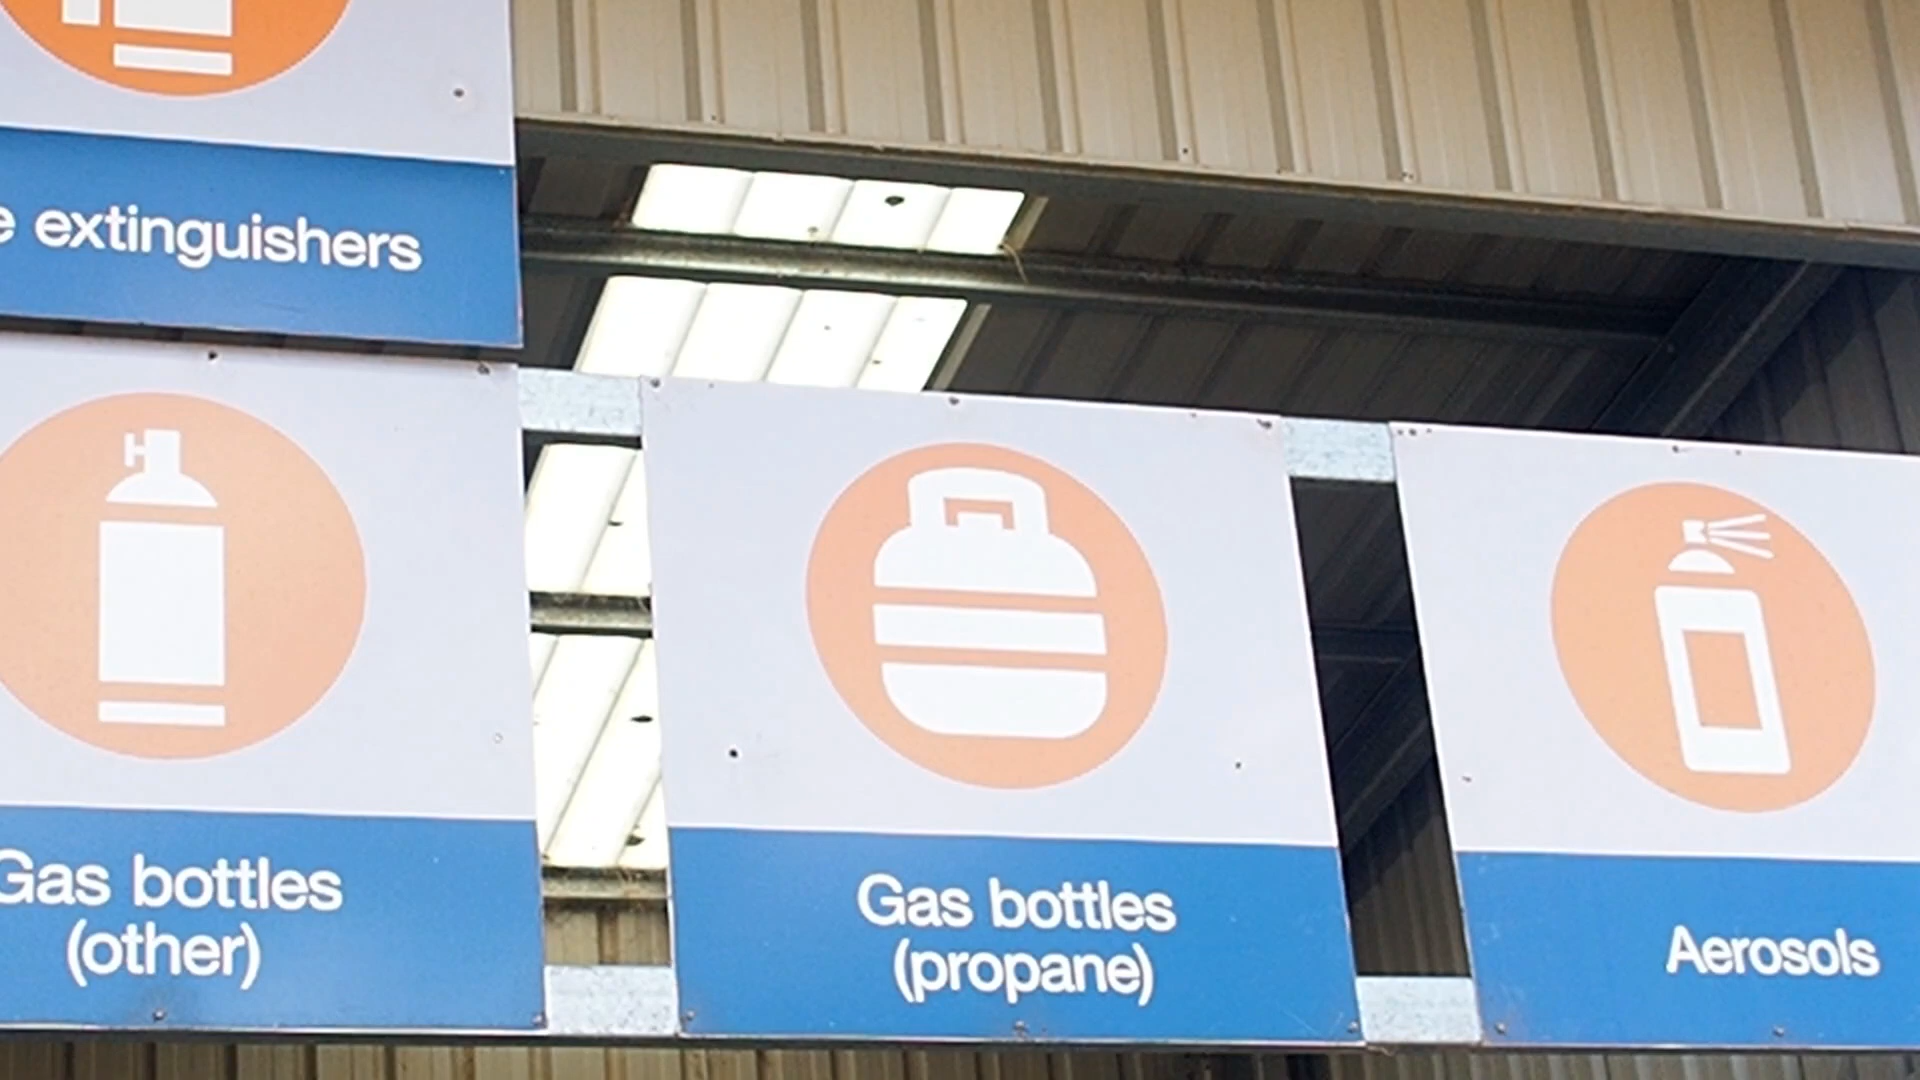 e extinguishers
Gas bottles
(other)
Gas bottles
(propane)
Aerosols